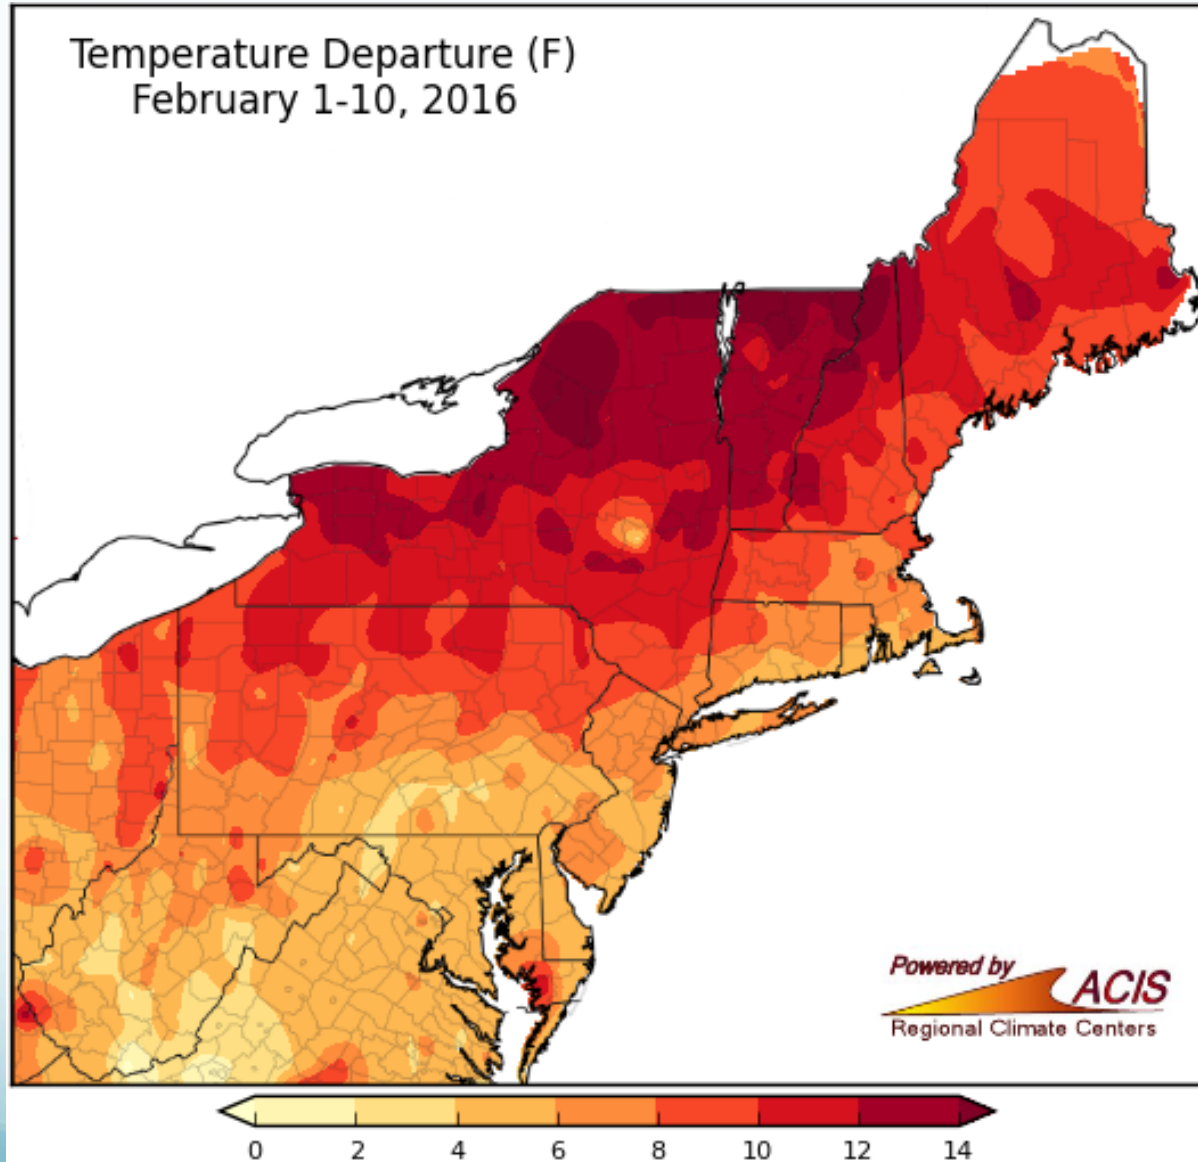 Temperature Departure (F)
February 1-10, 2016
Powered by
ACIS
Regional Climate Centers
0 2 4 6 8 10 12 14